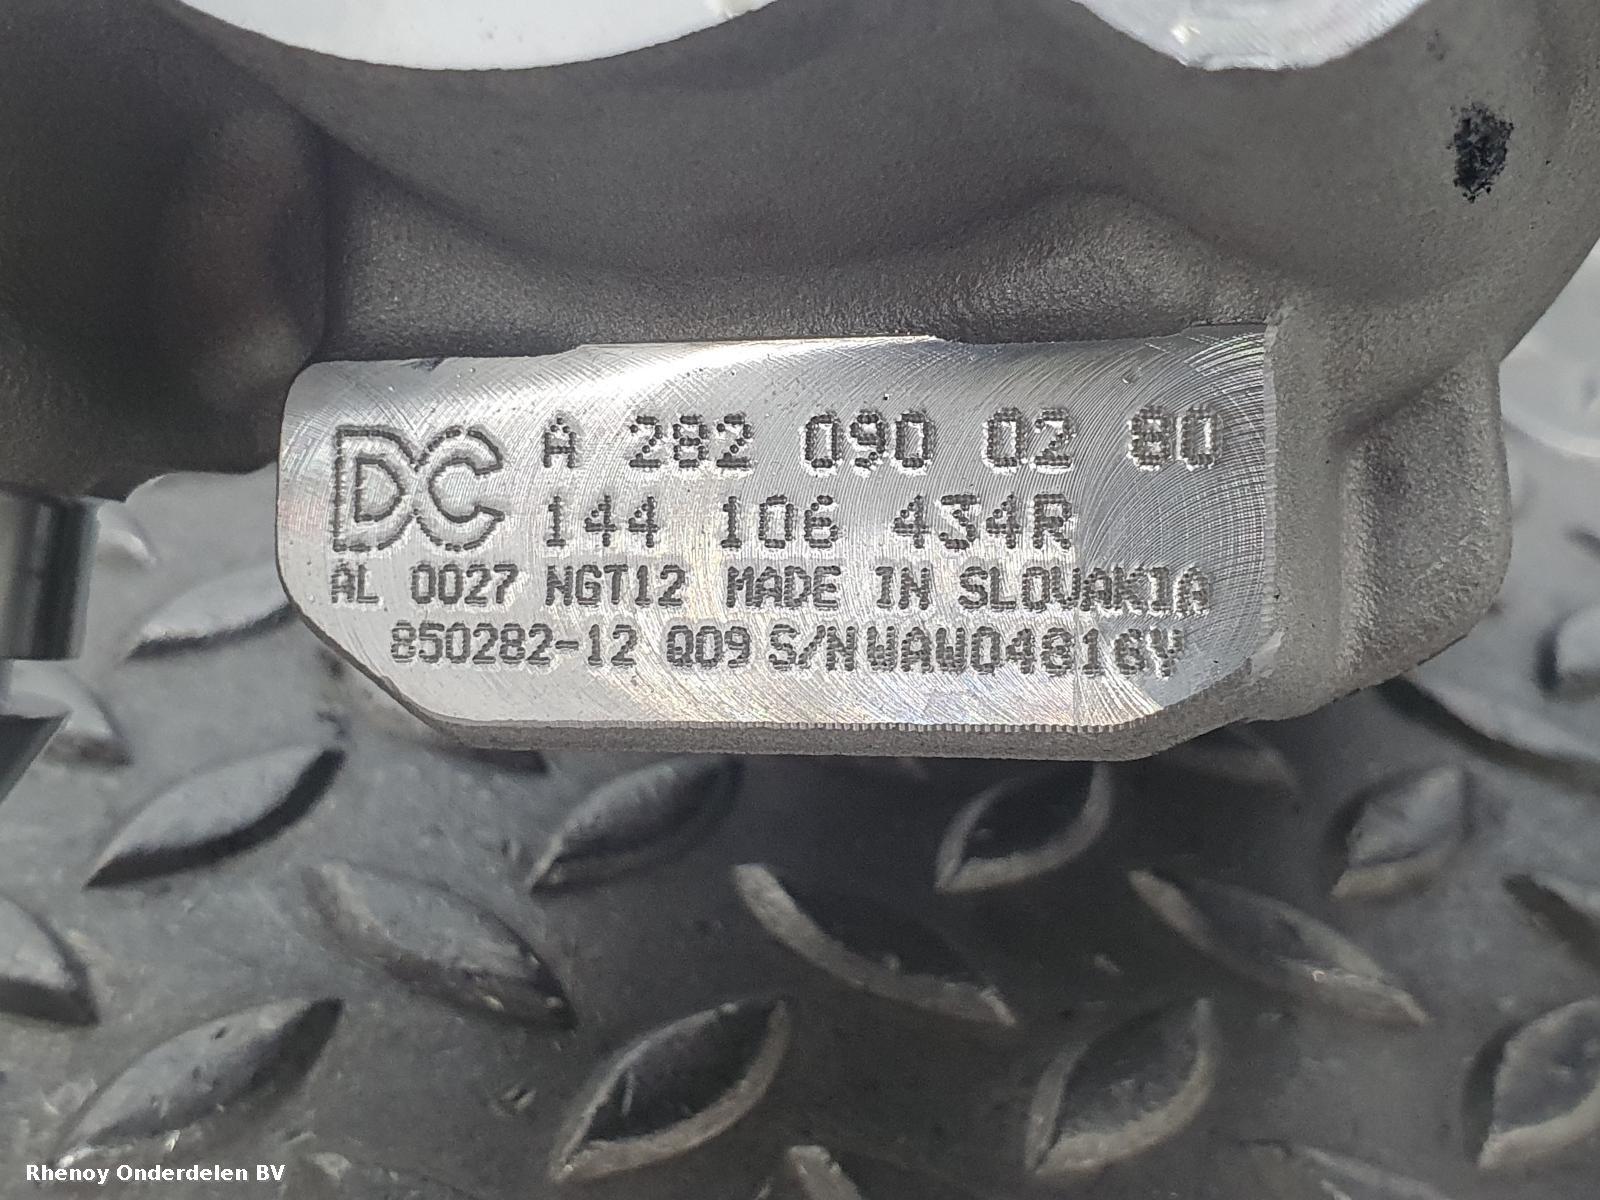 DC A 282 090 02 80
144 106 434R
AL 0027 NGT12 MADE IN SLOVAKIA
850282-12 Q09 S/N WAW04816Y
Rhenoy Onderdelen BV